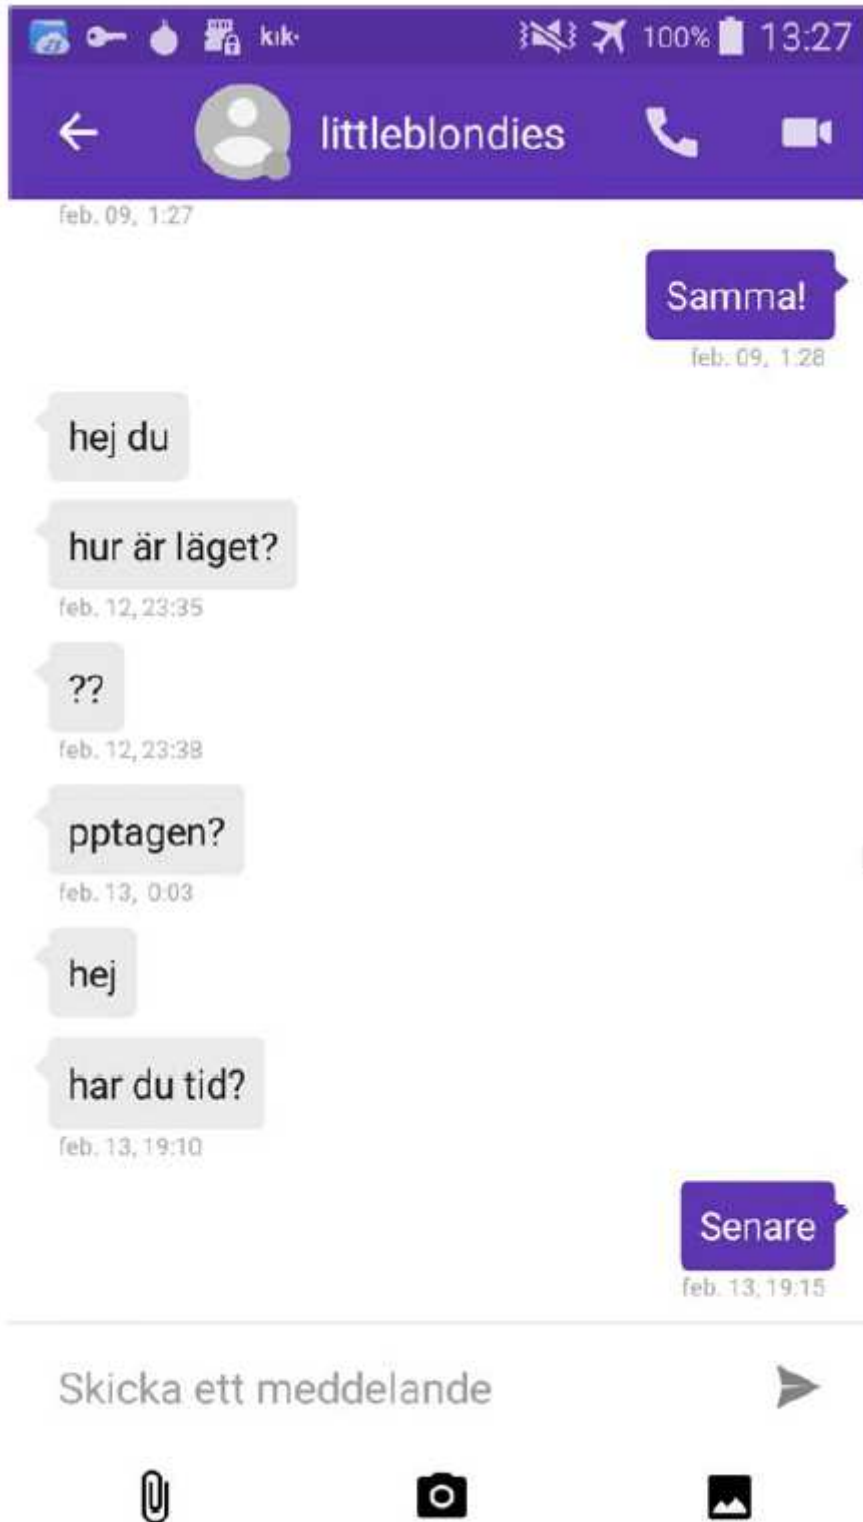 kik·
100%
13:27
littleblondies
feb. 09, 1:27
Samma!
feb. 09, 1:28
hej du
hur är läget?
feb. 12, 23:35
??
feb. 12, 23:38
pptagen?
feb. 13, 0:03
hej
har du tid?
feb. 13, 19:10
Senare
feb. 13, 19:15
Skicka ett meddelande